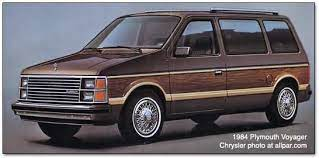 1984 Plymouth Voyager
Chrysler photo at allpar.com